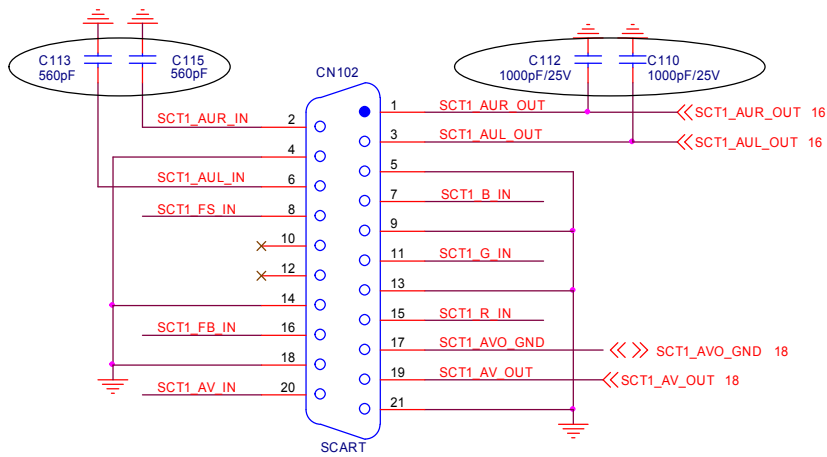 C113
560pF
C115
560pF
C112
1000pF/25V
C110
1000pF/25V
CN102
1
SCT1_AUR_OUT
SCT1_AUR_OUT 16
SCT1_AUR_IN
2
3
SCT1_AUL_OUT
SCT1_AUL_OUT 16
4
5
SCT1_AUL_IN
6
7
SCT1_B_IN
SCT1_FS_IN
8
9
10
11
SCT1_G_IN
12
13
14
15
SCT1_R_IN
SCT1_FB_IN
16
17
SCT1_AVO_GND
SCT1_AVO_GND 18
18
19
SCT1_AV_OUT
SCT1_AV_OUT 18
SCT1_AV_IN
20
21
SCART